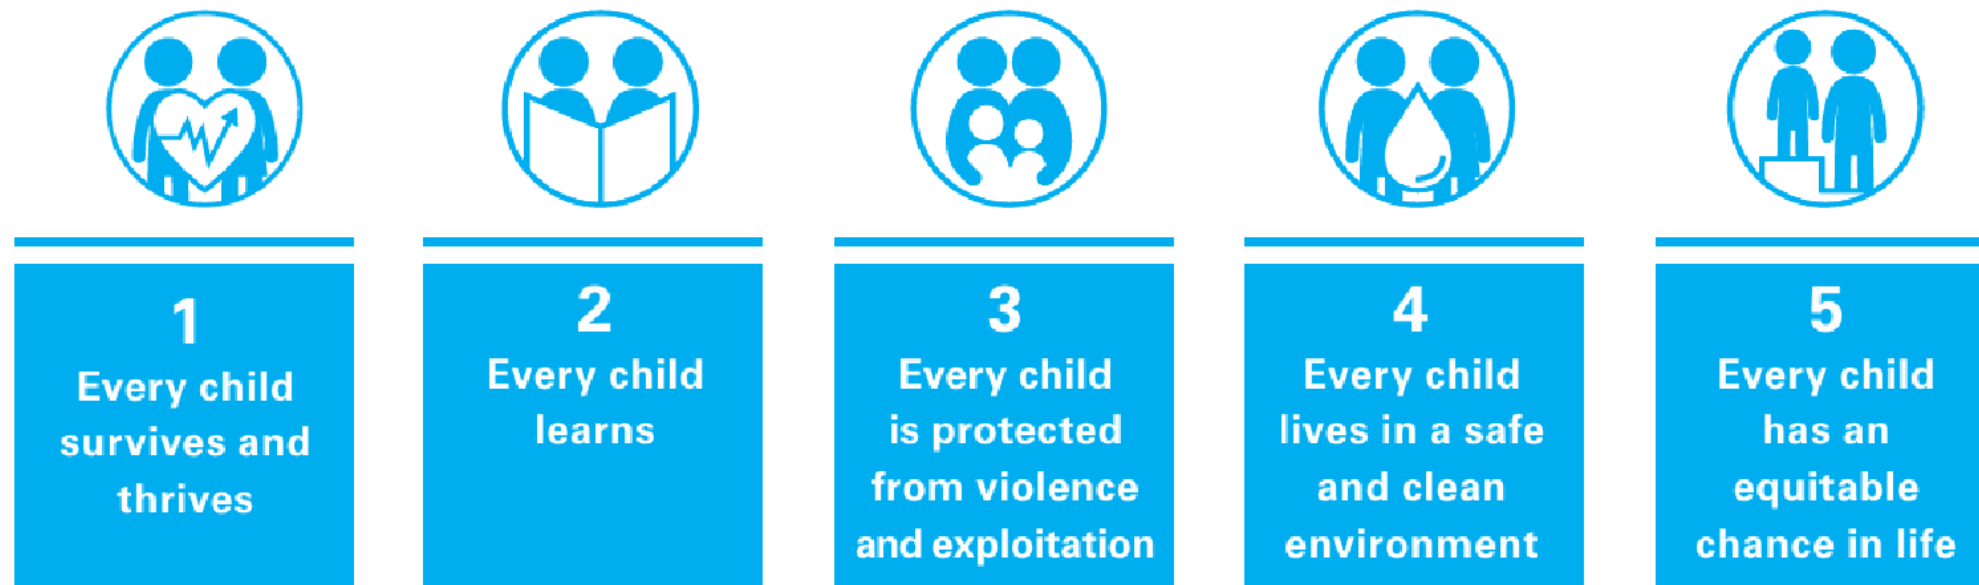 1
Every child
survives and
thrives
2
Every child
learns
3
Every child
is protected
from violence
and exploitation
4
Every child
lives in a safe
and clean
environment
5
Every child
has an
equitable
chance in life